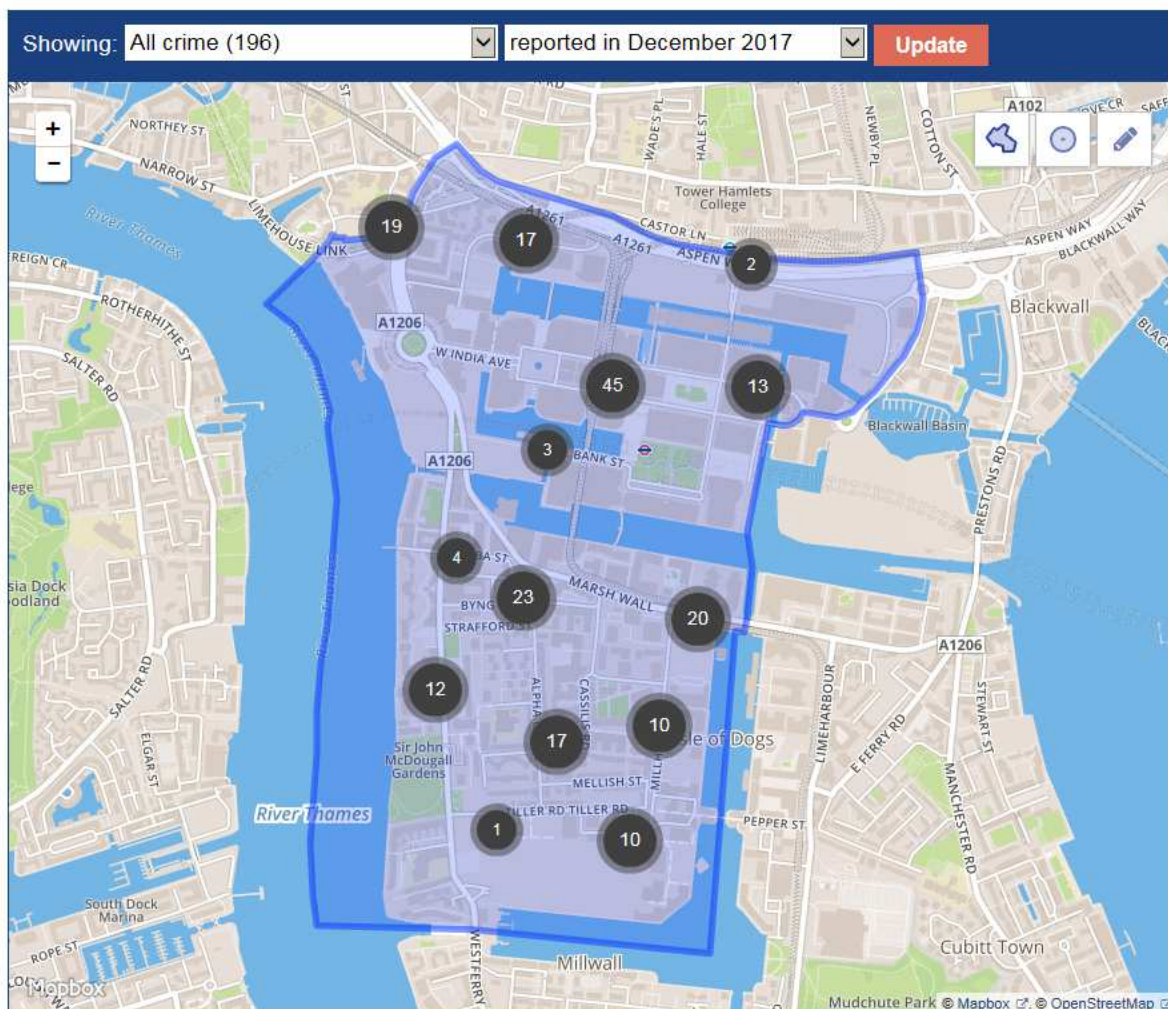 Showing: All crime (196) reported in December 2017 Update
A102
NORTHEY ST
NARROW ST
WADE'S PL
HALE ST
NEWBY PL
COTTON ST
River Thames
LIMEHOUSE LINK
Tower Hamlets
College
CASTOR LN
A1261
A1261
ASPEN
ASPEN WAY
BLACKWALL WAY
19
17
2
ROTHERHITHE ST
SALTER RD
A1206
W INDIA AVE
Blackwall
45
13
3
BANK ST
Blackwall Basin
A1206
PRESTONS RD
4
23
MARSH WALL
BYNG
STRAFFORD ST
20
A1206
SALTER RD
ELGAR ST
12
17
10
CASSILIS RD
LIMEHARBOUR
E FERRY RD
STEWART ST
MANCHESTER RD
Sir John
McDougall
Gardens
MELLISH ST
River Thames
1
TILLER RD TILLER RD
10
PEPPER ST
South Dock
Marina
ROPE ST
WESTFERRY
Millwall
Cubitt Town
Mapbox
Mudchute Park © Mapbox © OpenStreetMap